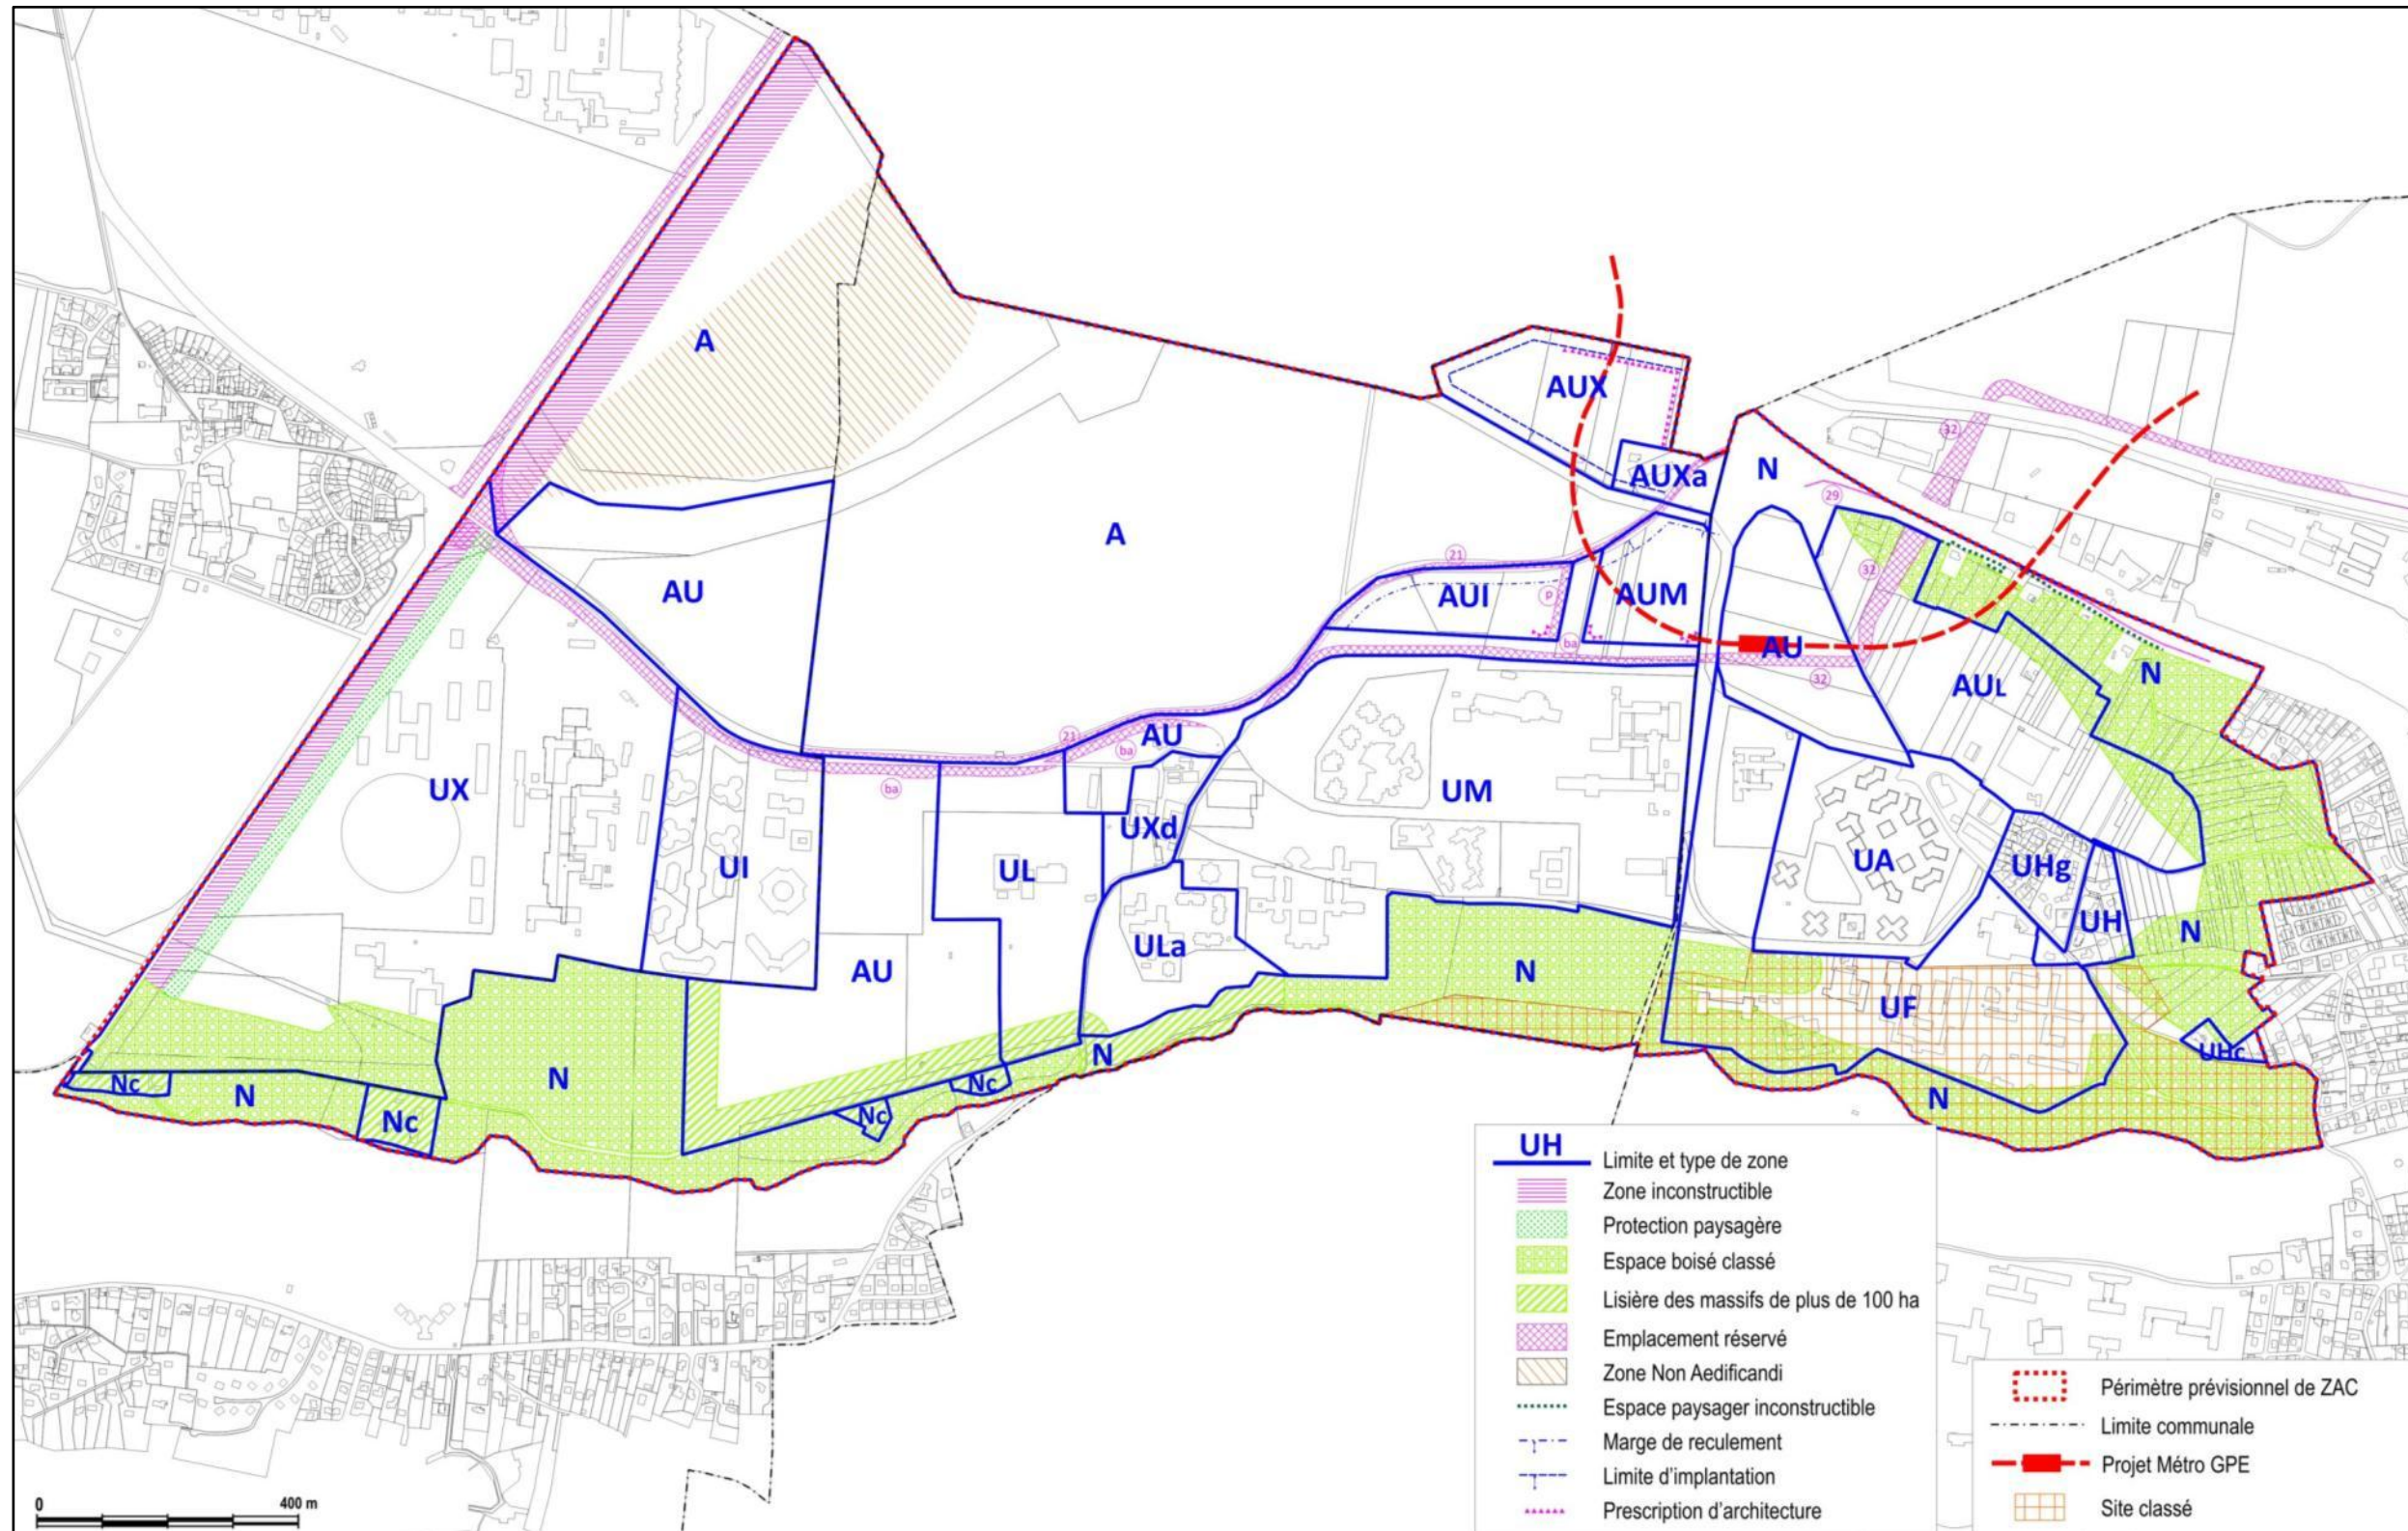 A
AUX
AUXa
N
32
29
A
21
AU
AUI
P
AUM
32
AU
ba
32
AUL
N
21
ba
AU
UX
ba
UM
UXd
UI
UL
UA
UHg
UH
N
ULa
AU
N
UF
N
N
UHc
Nc
N
Nc
Nc
Nc
N
UH
Limite et type de zone
Zone inconstructible
Protection paysagère
Espace boisé classé
Lisière des massifs de plus de 100 ha
Emplacement réservé
Zone Non Aedificandi
Espace paysager inconstructible
Marge de reculement
Limite d'implantation
Prescription d'architecture
Périmètre prévisionnel de ZAC
Limite communale
Projet Métro GPE
Site classé
0 400 m